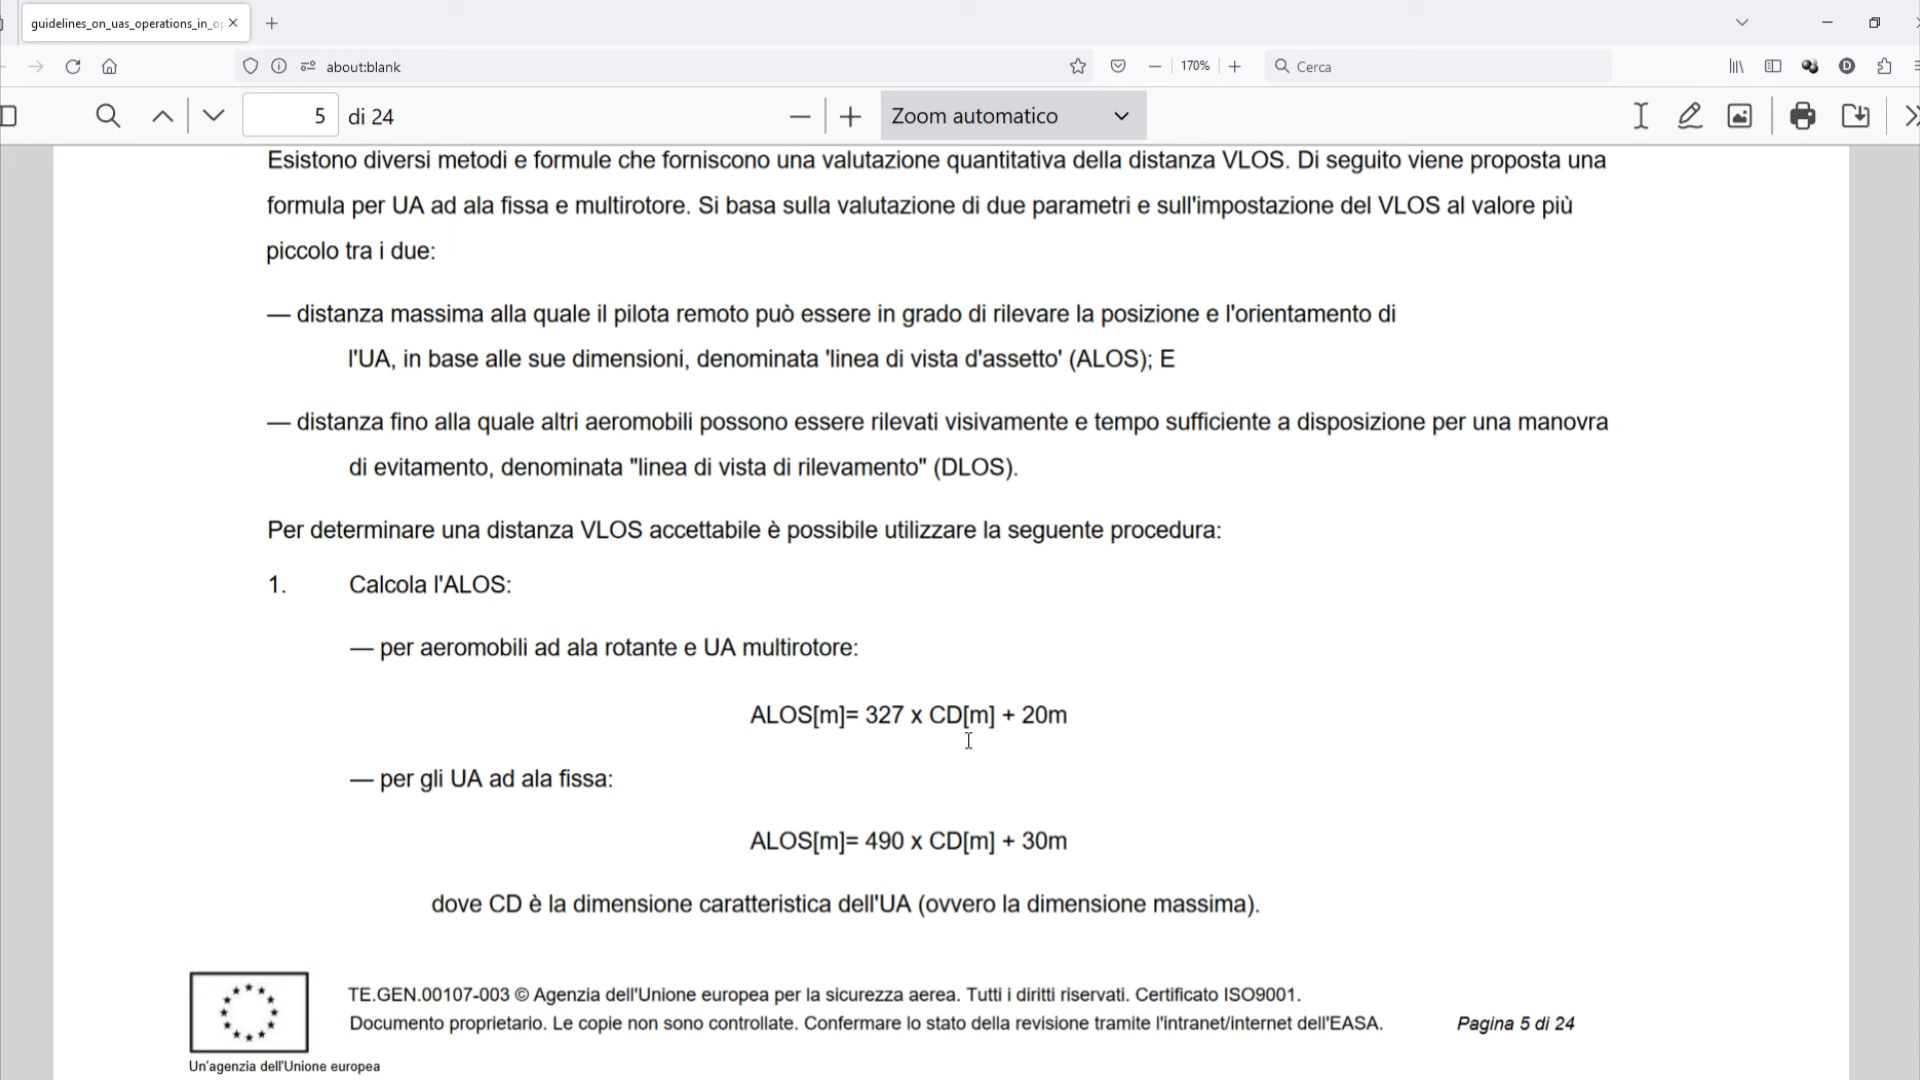 guidelines_on_uas_operations_in_op
about:blank
170%
Cerca
5 di 24
Zoom automatico
Esistono diversi metodi e formule che forniscono una valutazione quantitativa della distanza VLOS. Di seguito viene proposta una
formula per UA ad ala fissa e multirotore. Si basa sulla valutazione di due parametri e sull'impostazione del VLOS al valore più
piccolo tra i due:
— distanza massima alla quale il pilota remoto può essere in grado di rilevare la posizione e l'orientamento di
l'UA, in base alle sue dimensioni, denominata 'linea di vista d'assetto' (ALOS); E
— distanza fino alla quale altri aeromobili possono essere rilevati visivamente e tempo sufficiente a disposizione per una manovra
di evitamento, denominata "linea di vista di rilevamento" (DLOS).
Per determinare una distanza VLOS accettabile è possibile utilizzare la seguente procedura:
1. Calcola l'ALOS:
— per aeromobili ad ala rotante e UA multirotore:
ALOS[m]= 327 x CD[m] + 20m
— per gli UA ad ala fissa:
ALOS[m]= 490 x CD[m] + 30m
dove CD è la dimensione caratteristica dell'UA (ovvero la dimensione massima).
TE.GEN.00107-003 © Agenzia dell'Unione europea per la sicurezza aerea. Tutti i diritti riservati. Certificato ISO9001.
Documento proprietario. Le copie non sono controllate. Confermare lo stato della revisione tramite l'intranet/internet dell'EASA. Pagina 5 di 24
Un'agenzia dell'Unione europea